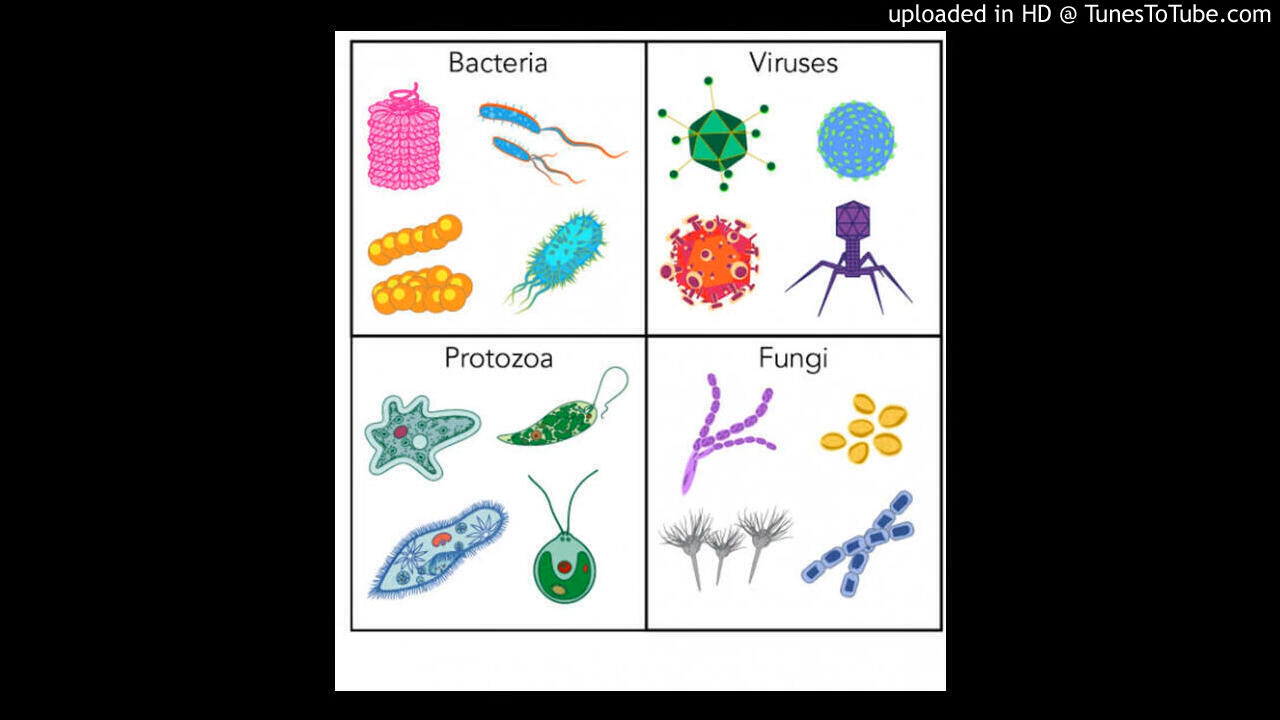 uploaded in HD @ TunesToTube.com
Bacteria
Viruses
Protozoa
Fungi